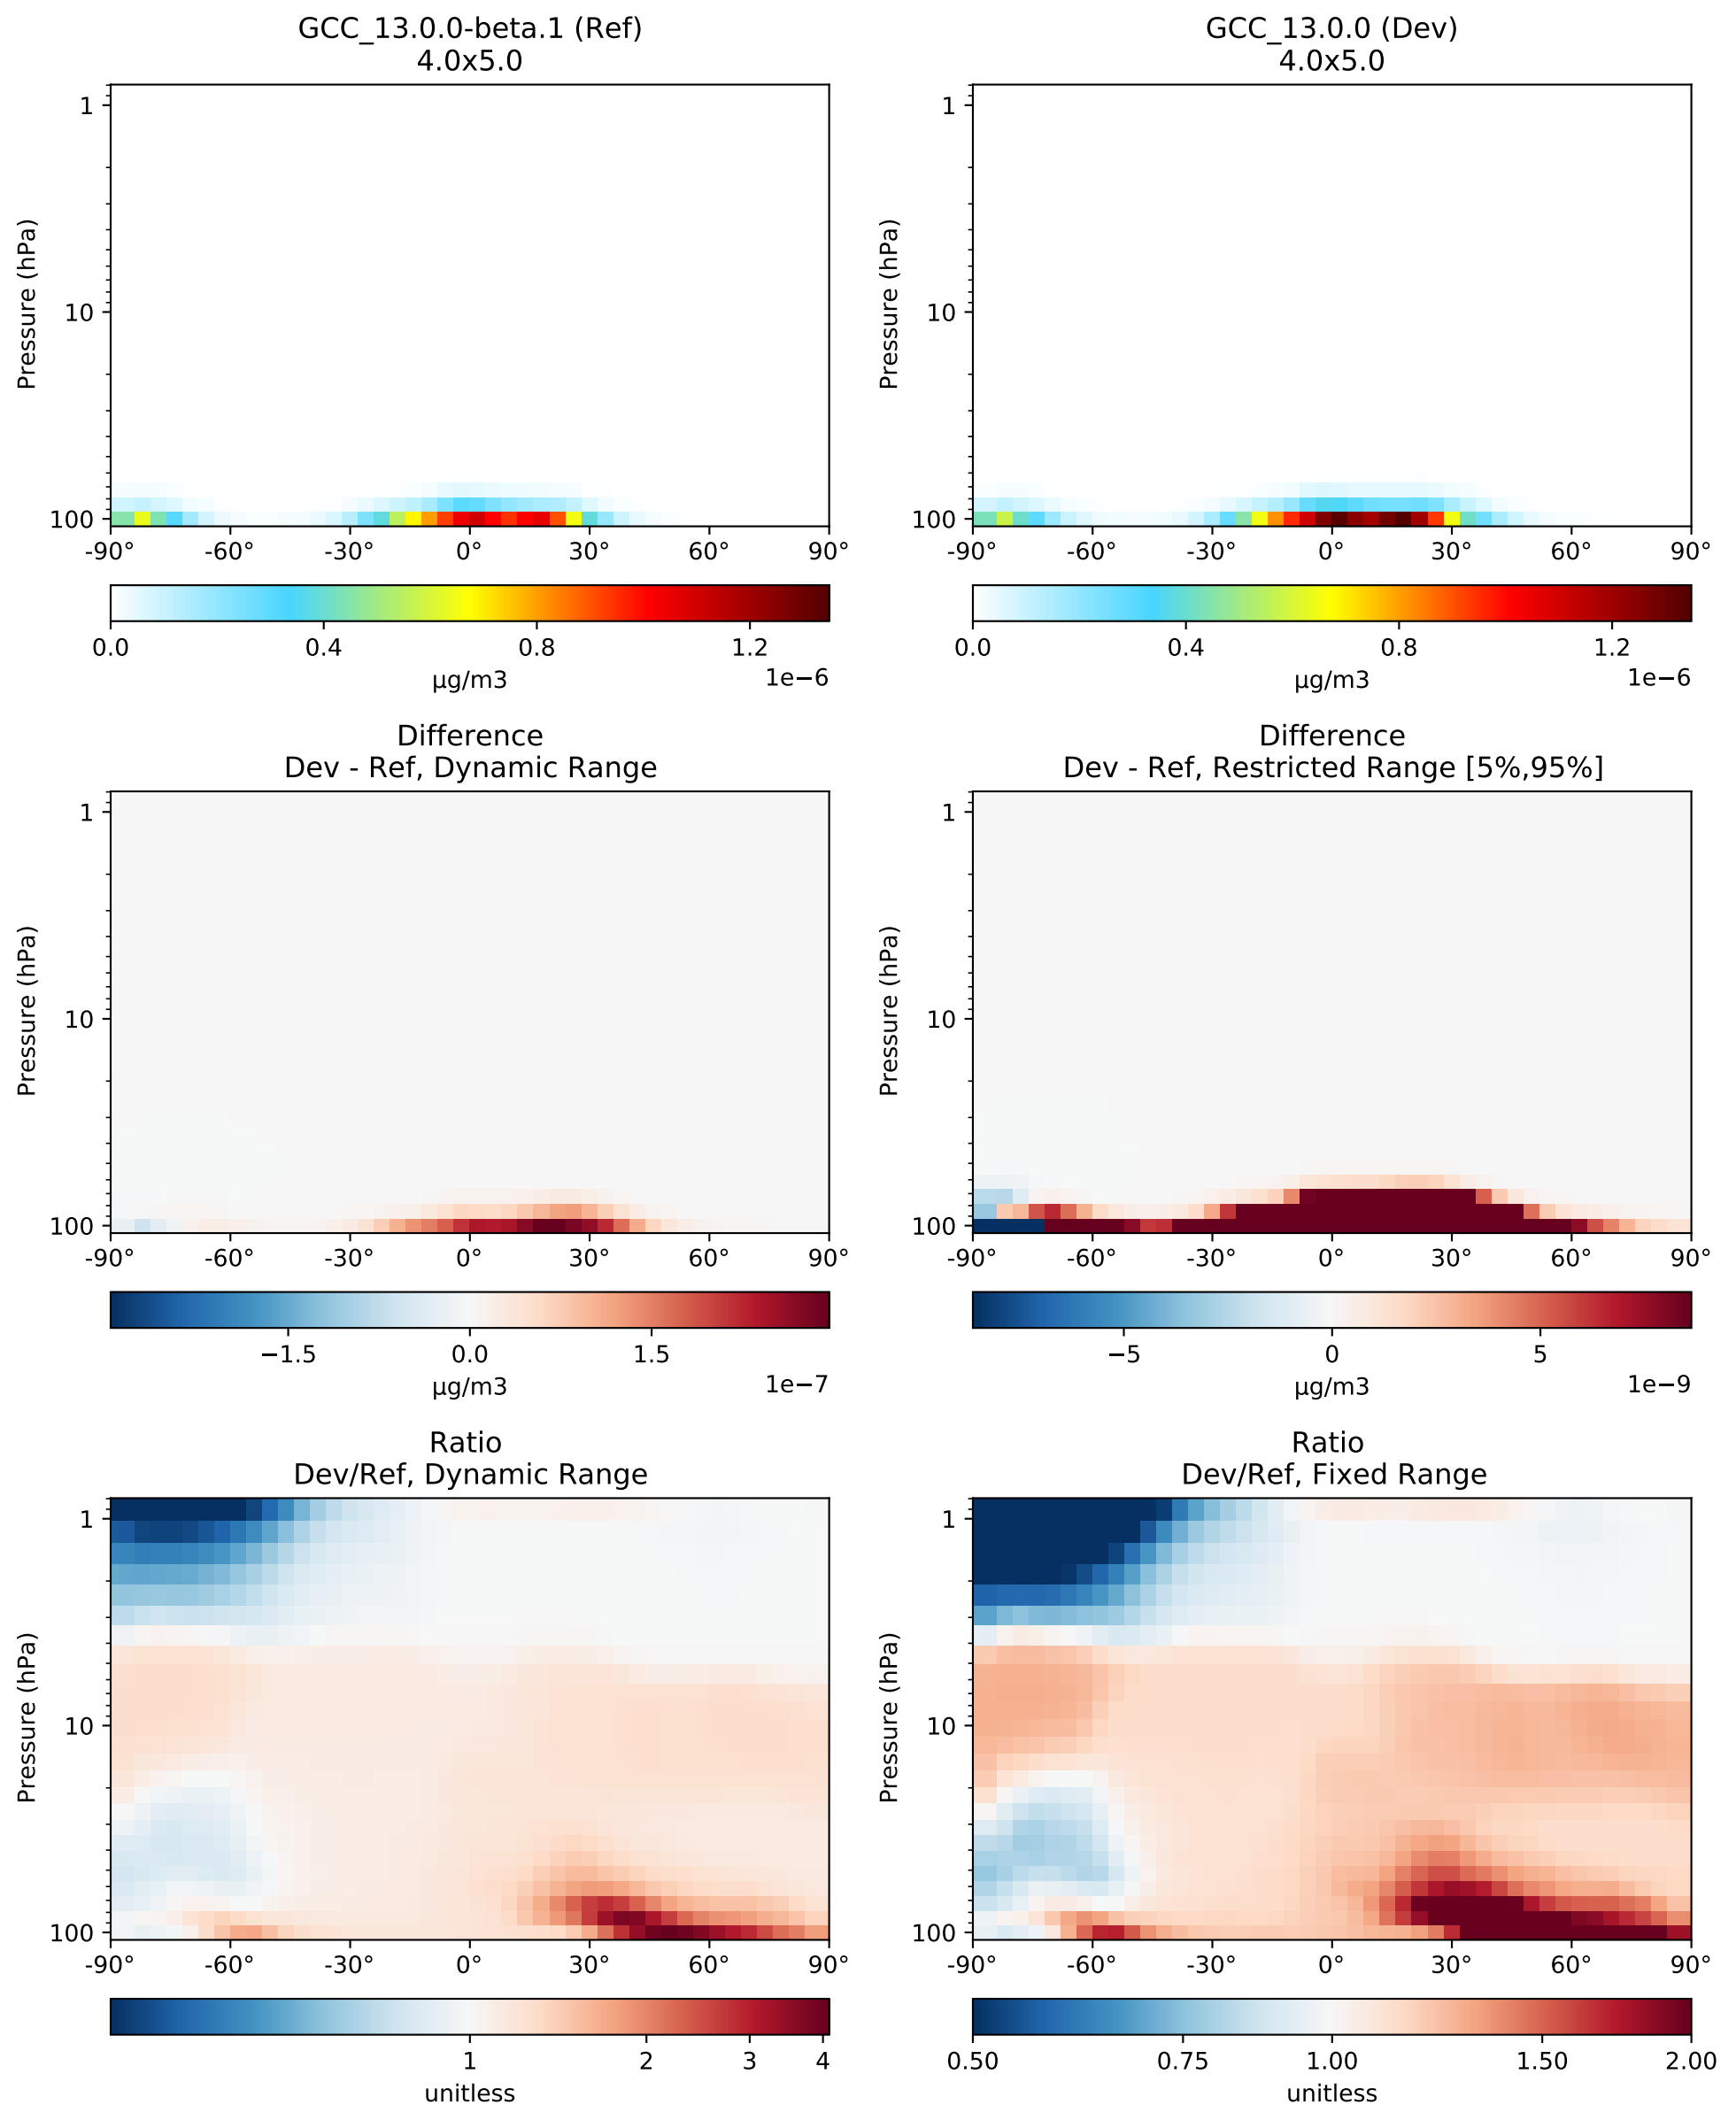 GCC_13.0.0-beta.1 (Ref)
4.0x5.0
Pressure (hPa)
1
10
100
-90° -60° -30° 0° 30° 60° 90°
0.0 0.4 0.8 1.2
1e−6
μg/m3
GCC_13.0.0 (Dev)
4.0x5.0
Pressure (hPa)
1
10
100
-90° -60° -30° 0° 30° 60° 90°
0.0 0.4 0.8 1.2
1e−6
μg/m3
Difference
Dev - Ref, Dynamic Range
Pressure (hPa)
1
10
100
-90° -60° -30° 0° 30° 60° 90°
−1.5 0.0 1.5
1e−7
μg/m3
Difference
Dev - Ref, Restricted Range [5%,95%]
Pressure (hPa)
1
10
100
-90° -60° -30° 0° 30° 60° 90°
−5 0 5
1e−9
μg/m3
Ratio
Dev/Ref, Dynamic Range
Pressure (hPa)
1
10
100
-90° -60° -30° 0° 30° 60° 90°
1 2 3 4
unitless
Ratio
Dev/Ref, Fixed Range
Pressure (hPa)
1
10
100
-90° -60° -30° 0° 30° 60° 90°
0.50 0.75 1.00 1.50 2.00
unitless